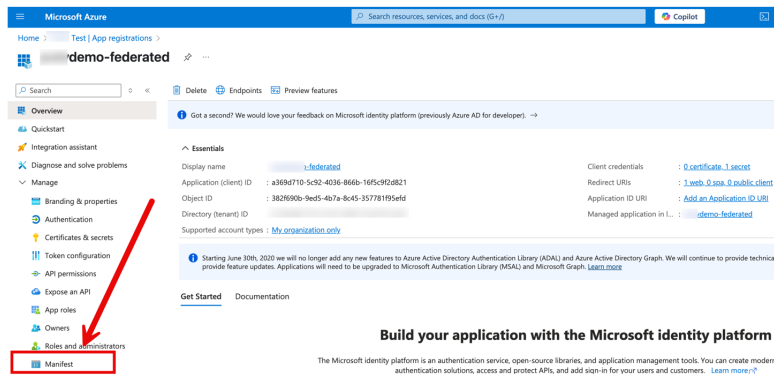 Microsoft Azure
Search resources, services, and docs (G+/)
Copilot
Home > Test | App registrations >
demo-federated
Search
Delete Endpoints Preview features
Overview
Quickstart
Integration assistant
Diagnose and solve problems
Manage
Branding & properties
Authentication
Certificates & secrets
Token configuration
API permissions
Expose an API
App roles
Owners
Roles and administrators
Manifest
Got a second? We would love your feedback on Microsoft identity platform (previously Azure AD for developer). →
Essentials
Display name -federated
Application (client) ID : a369d710-5c92-4036-866b-16f5c9f2d821
Object ID : 382f690b-9ed5-4b7a-8c45-357781f95efd
Directory (tenant) ID
Supported account types : My organization only
Client credentials : 0 certificate, 1 secret
Redirect URIs : 1 web, 0 spa, 0 public client
Application ID URI : Add an Application ID URI
Managed application in l... : demo-federated
Starting June 30th, 2020 we will no longer add any new features to Azure Active Directory Authentication Library (ADAL) and Azure Active Directory Graph. We will continue to provide technica
provide feature updates. Applications will need to be upgraded to Microsoft Authentication Library (MSAL) and Microsoft Graph. Learn more
Get Started Documentation
Build your application with the Microsoft identity platform
The Microsoft identity platform is an authentication service, open-source libraries, and application management tools. You can create modern
authentication solutions, access and protect APIs, and add sign-in for your users and customers. Learn more